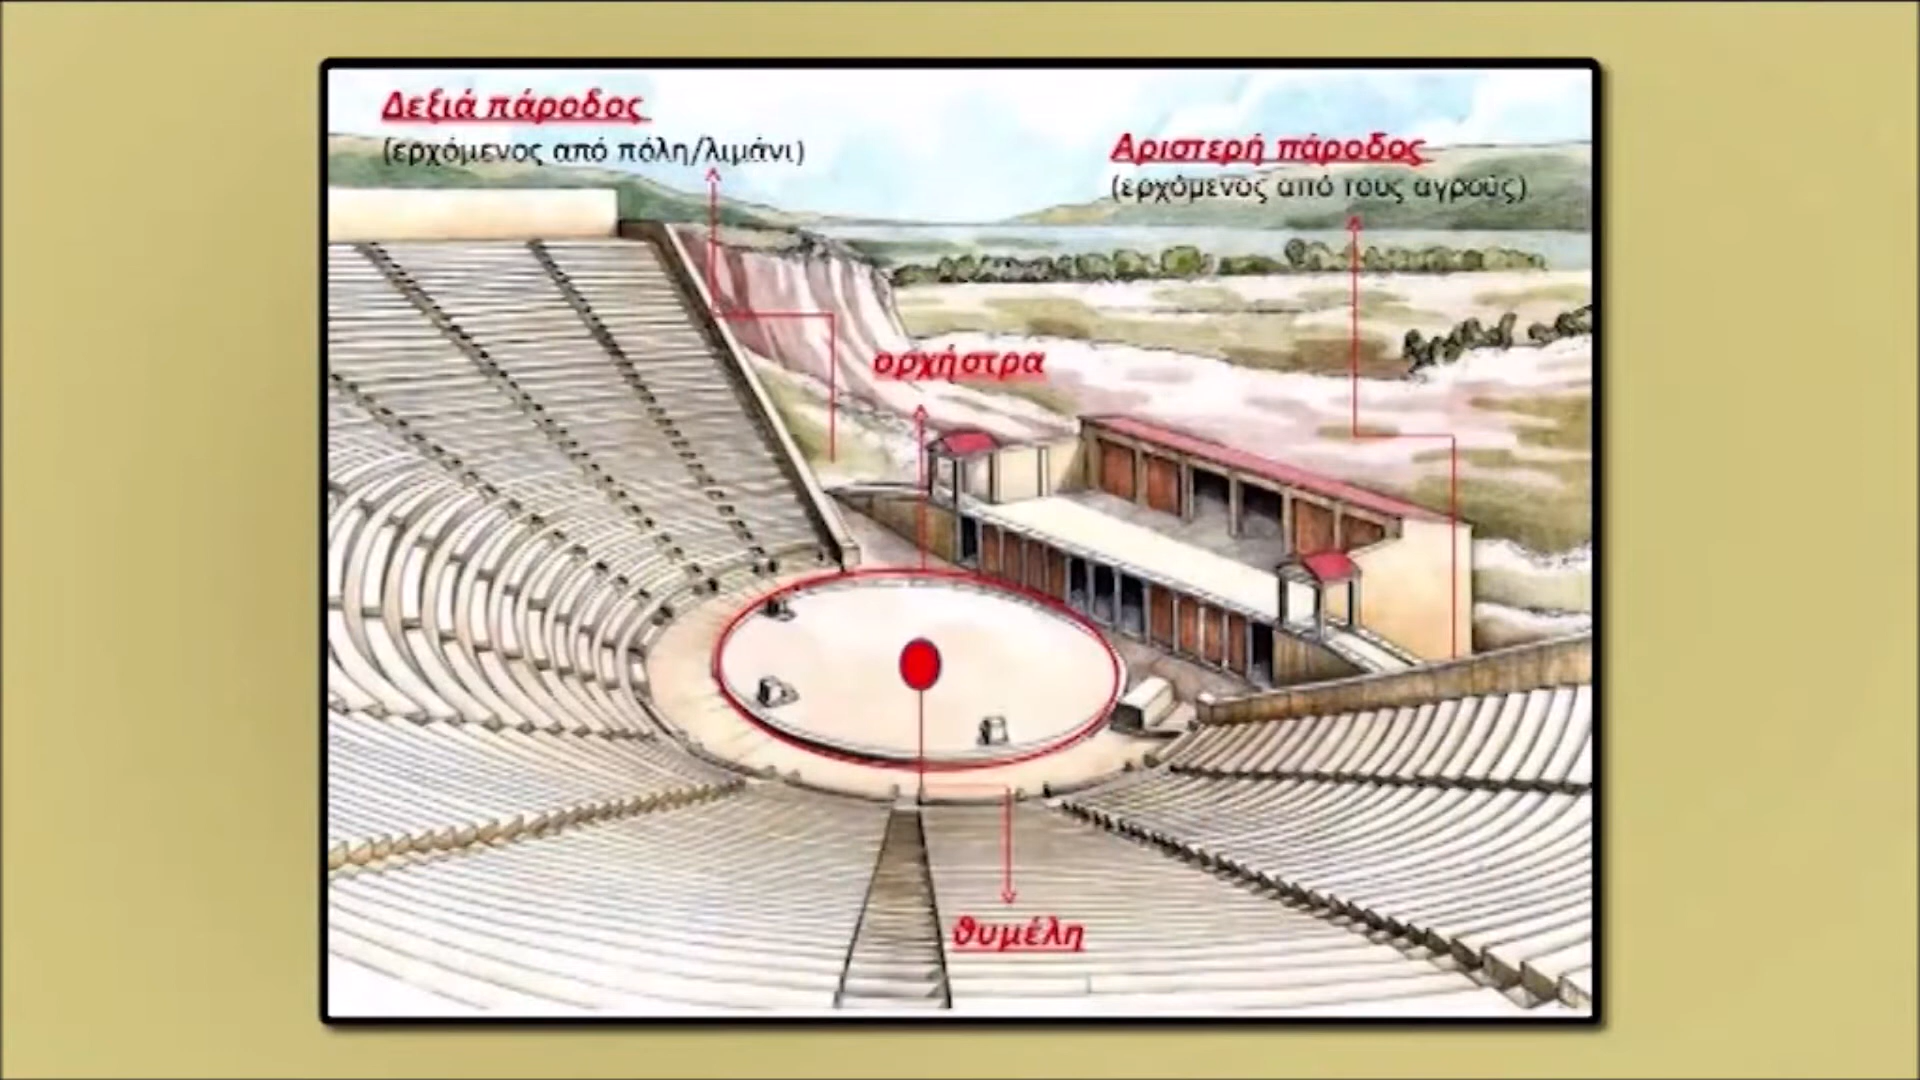 Δεξιά πάροδος
(ερχόμενος από πόλη/λιμάνι)
Αριστερή πάροδος
(ερχόμενος από τους αγρούς)
ορχήστρα
θυμέλη